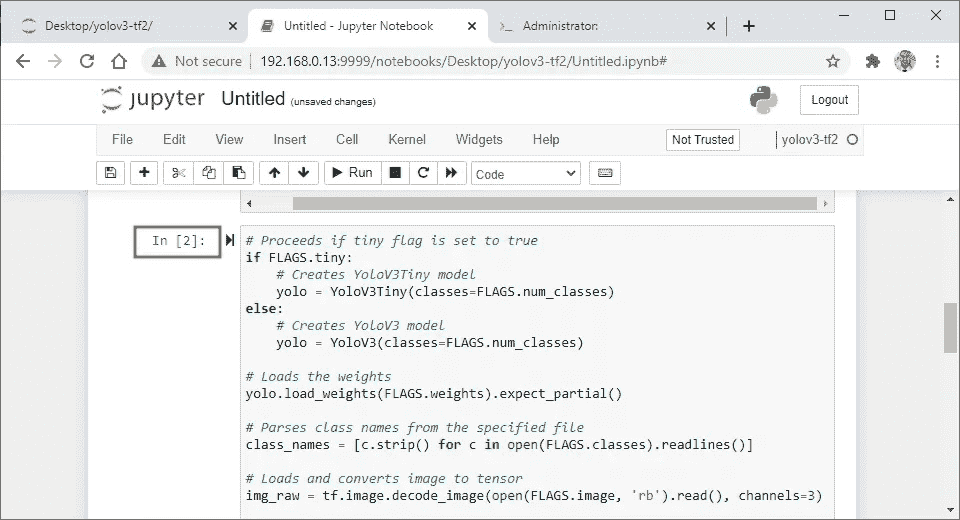 Desktop/yolov3-tf2/
Untitled - Jupyter Notebook
Administrator:
Not secure | 192.168.0.13:9999/notebooks/Desktop/yolov3-tf2/Untitled.ipynb#
jupyter Untitled (unsaved changes)
Logout
File Edit View Insert Cell Kernel Widgets Help
Not Trusted
yolov3-tf2
Run
Code
In [2]:
# Proceeds if tiny flag is set to true
if FLAGS.tiny:
    # Creates YoloV3Tiny model
    yolo = YoloV3Tiny(classes=FLAGS.num_classes)
else:
    # Creates YoloV3 model
    yolo = YoloV3(classes=FLAGS.num_classes)

# Loads the weights
yolo.load_weights(FLAGS.weights).expect_partial()

# Parses class names from the specified file
class_names = [c.strip() for c in open(FLAGS.classes).readlines()]

# Loads and converts image to tensor
img_raw = tf.image.decode_image(open(FLAGS.image, 'rb').read(), channels=3)